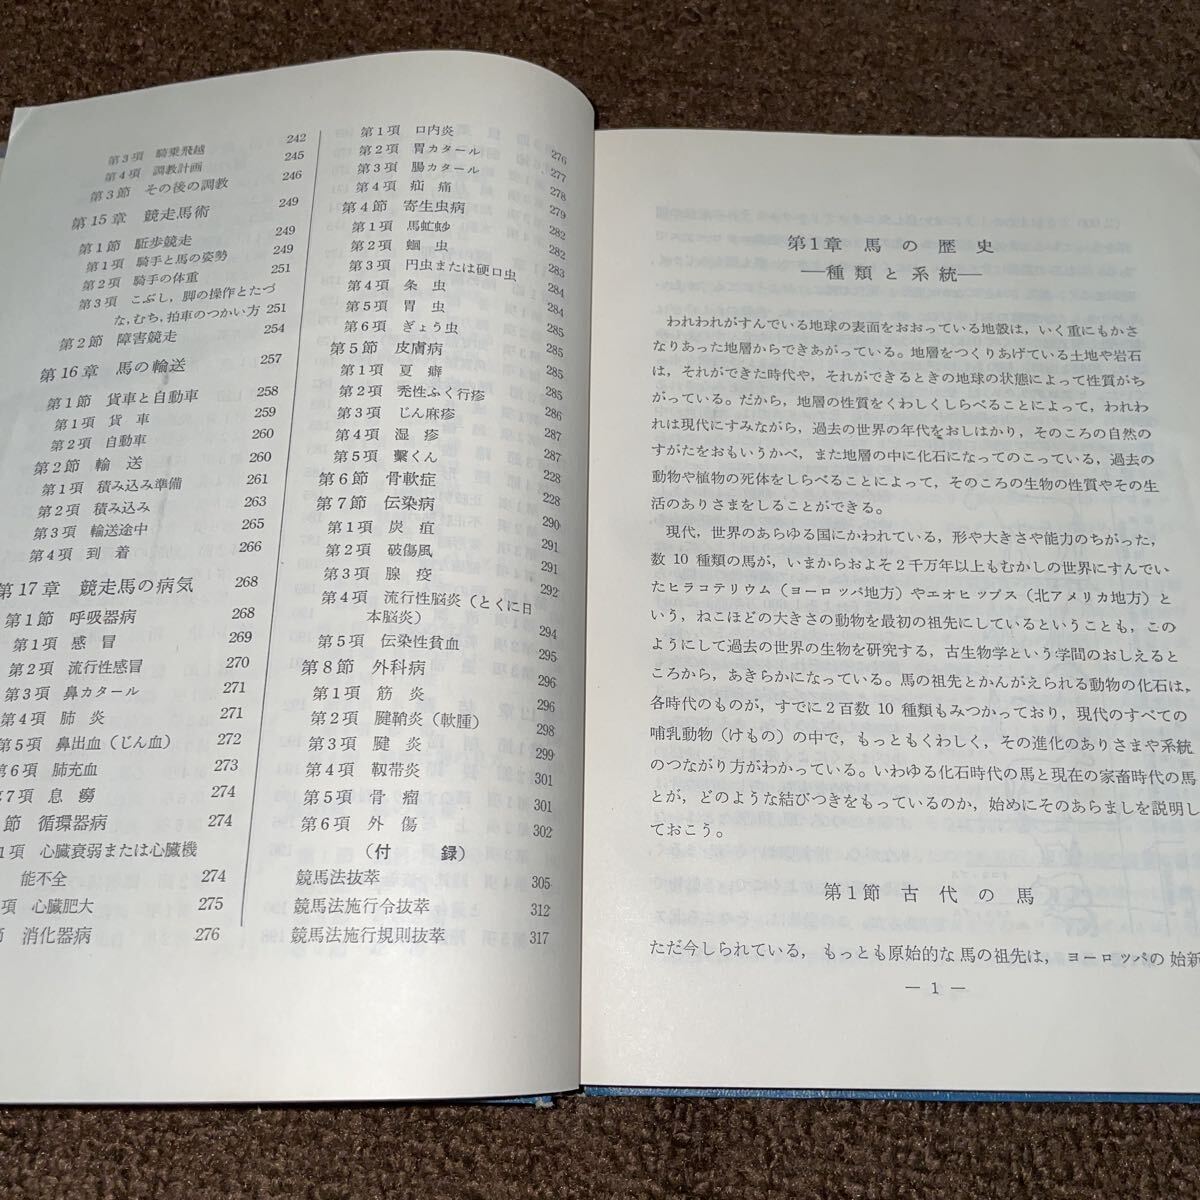 第3項 騎乗飛越 242
第4項 調教計画 245
第3節 その後の調教 246
第15章 競走馬術 249
第1節 駈歩競走 249
第1項 騎手と馬の姿勢 249
第2項 騎手の体重 251
第3項 こぶし，脚の操作とたづ
な,むち,拍車のつかい方 251
第2節 障害競走 254
第16章 馬の輸送 257
第1節 貨車と自動車 258
第1項 貨車 259
第2項 自動車 260
第2節 輸送 260
第1項 積み込み準備 261
第2項 積み込み 263
第3項 輸送途中 265
第4項 到着 266
第17章 競走馬の病気 268
第1節 呼吸器病 268
第1項 感冒 269
第2項 流行性感冒 270
第3項 鼻カタール 271
第4項 肺炎 271
第5項 鼻出血（じん血） 272
第6項 肺充血 273
第7項 息癆 274
節 循環器病 274
1項 心臓衰弱または心臓機
能不全 274
項 心臓肥大 275
節 消化器病 276
第1項 口内炎 276
第2項 胃カタール 277
第3項 腸カタール 278
第4項 疝痛 279
第4節 寄生虫病 282
第1項 馬虻蚴 282
第2項 蛔虫 283
第3項 円虫または硬口虫 284
第4項 条虫 284
第5項 胃虫 285
第6項 ぎょう虫 285
第5節 皮膚病 285
第1項 夏癬 285
第2項 禿性ふく行疹 286
第3項 じん麻疹 287
第4項 湿疹 287
第5項 繋くん 228
第6節 骨軟症 228
第7節 伝染病 290
第1項 炭疽 291
第2項 破傷風 291
第3項 腺疫 292
第4項 流行性脳炎（とくに日
本脳炎） 294
第5項 伝染性貧血 295
第8節 外科病 296
第1項 筋炎 296
第2項 腱鞘炎（軟腫） 298
第3項 腱炎 299
第4項 靱帯炎 301
第5項 骨瘤 301
第6項 外傷 302
（付録）
競馬法抜萃 305
競馬法施行令抜萃 312
競馬法施行規則抜萃 317
第1章 馬の歴史
―種類と系統―
われわれがすんでいる地球の表面をおおっている地殻は，いく重にもかさ
なりあった地層からできあがっている。地層をつくりあげている土地や岩石
は，それができた時代や，それができるときの地球の状態によって性質がち
がっている。だから，地層の性質をくわしくしらべることによって，われわ
れは現代にすみながら，過去の世界の年代をおしはかり，そのころの自然の
すがたをおもいうかべ，また地層の中に化石になってのこっている，過去の
動物や植物の死体をしらべることによって，そのころの生物の性質やその生
活のありさまをしることができる。
現代，世界のあらゆる国にかわれている，形や大きさや能力のちがった，
数10種類の馬が，いまからおよそ2千万年以上もむかしの世界にすんでい
たヒラコテリウム（ヨーロッパ地方）やエオヒップス（北アメリカ地方）と
いう，ねこほどの大きさの動物を最初の祖先にしているということも，この
ようにして過去の世界の生物を研究する，古生物学という学問のおしえると
ころから，あきらかになっている。馬の祖先とかんがえられる動物の化石は，
各時代のものが，すでに2百数10種類もみつかっており，現代のすべての
哺乳動物（けもの）の中で，もっともくわしく，その進化のありさまや系統
のつながり方がわかっている。いわゆる化石時代の馬と現在の家畜時代の馬
とが，どのような結びつきをもっているのか，始めにそのあらましを説明し
ておこう。
第1節 古代の馬
ただ今しられている，もっとも原始的な馬の祖先は，ヨーロッパの始新
― 1 ―